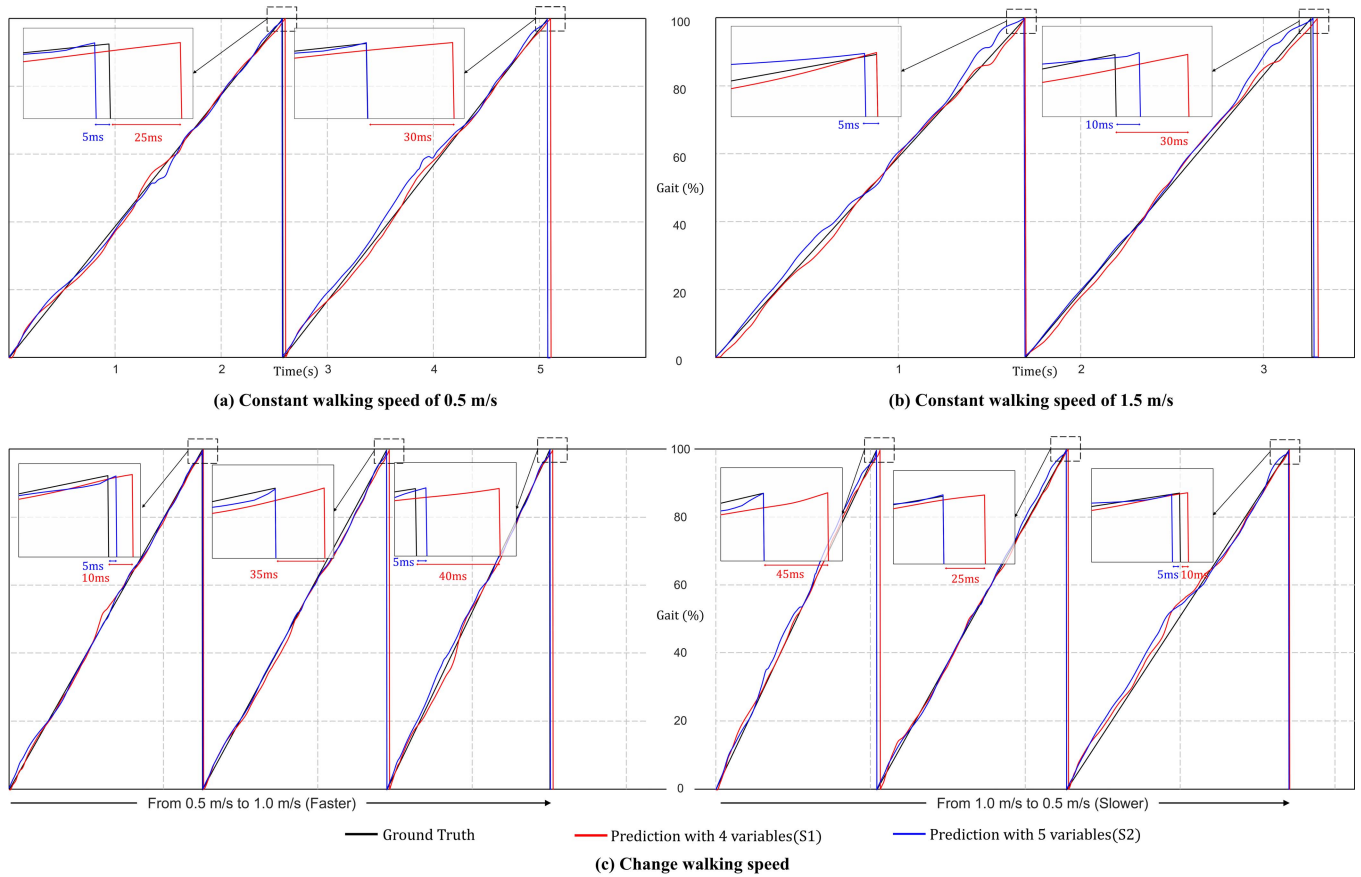 100
80
60
Gait (%)
40
20
0
5ms
25ms
30ms
1
2
3
4
5
Time(s)
(a) Constant walking speed of 0.5 m/s
5ms
10ms
30ms
1
2
3
Time(s)
(b) Constant walking speed of 1.5 m/s
100
80
60
Gait (%)
40
20
0
5ms
10ms
35ms
5ms
40ms
45ms
25ms
5ms
10ms
From 0.5 m/s to 1.0 m/s (Faster)
From 1.0 m/s to 0.5 m/s (Slower)
Ground Truth
Prediction with 4 variables(S1)
Prediction with 5 variables(S2)
(c) Change walking speed